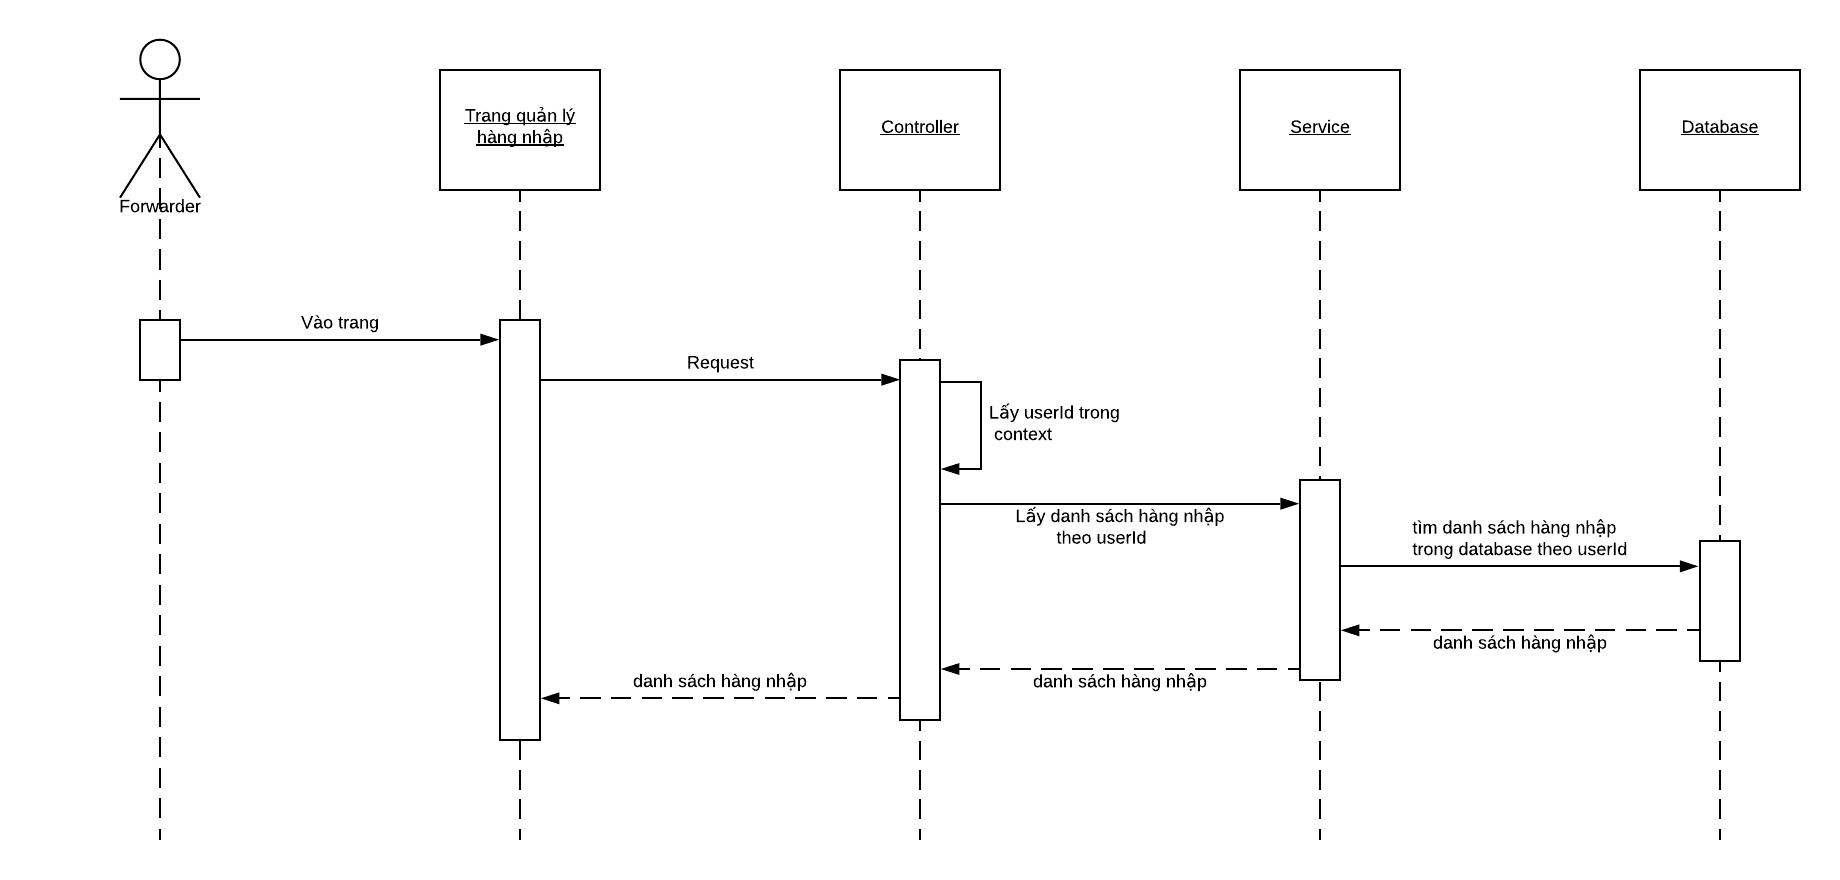 Forwarder
Trang quản lý
hàng nhập
Controller
Service
Database
Vào trang
Request
Lấy userId trong
context
Lấy danh sách hàng nhập
theo userId
tìm danh sách hàng nhập
trong database theo userId
danh sách hàng nhập
danh sách hàng nhập
danh sách hàng nhập